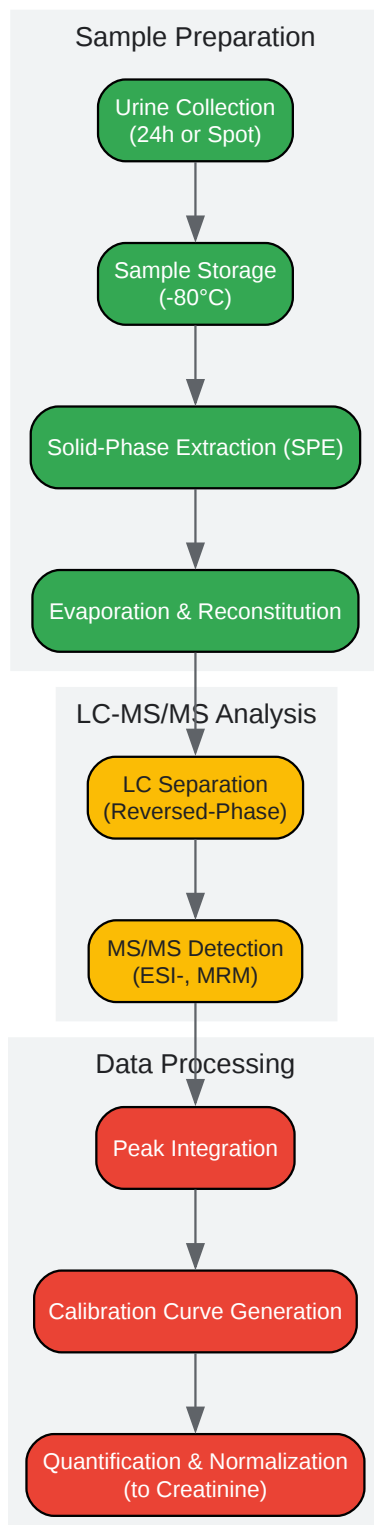 Sample Preparation
Urine Collection
(24h or Spot)
Sample Storage
(-80°C)
Solid-Phase Extraction (SPE)
Evaporation & Reconstitution
LC-MS/MS Analysis
LC Separation
(Reversed-Phase)
MS/MS Detection
(ESI-, MRM)
Data Processing
Peak Integration
Calibration Curve Generation
Quantification & Normalization
(to Creatinine)